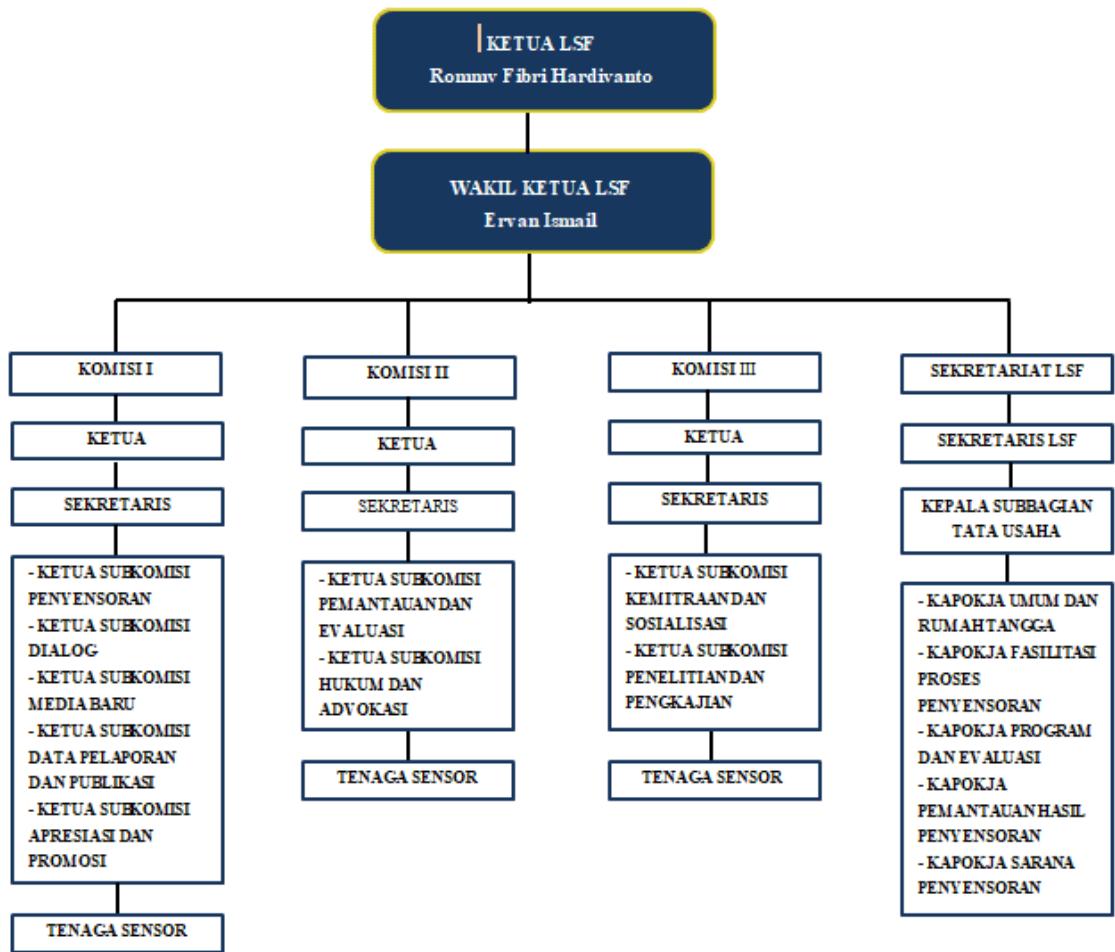 KETUA LSF
Rommy Fibri Hardiyanto
WAKIL KETUA LSF
Ervan Ismail
KOMISI I
KETUA
SEKRETARIS
- KETUA SUBKOMISI
PENYENSORAN
- KETUA SUBKOMISI
DIALOG
- KETUA SUBKOMISI
MEDIA BARU
- KETUA SUBKOMISI
DATA PELAPORAN
DAN PUBLIKASI
- KETUA SUBKOMISI
APRESIASI DAN
PROMOSI
TENAGA SENSOR
KOMISI II
KETUA
SEKRETARIS
- KETUA SUBKOMISI
PEMANTAUAN DAN
EVALUASI
- KETUA SUBKOMISI
HUKUM DAN
ADVOKASI
TENAGA SENSOR
KOMISI III
KETUA
SEKRETARIS
- KETUA SUBKOMISI
KEMITRAAN DAN
SOSIALISASI
- KETUA SUBKOMISI
PENELITIAN DAN
PENGKAJIAN
TENAGA SENSOR
SEKRETARIAT LSF
SEKRETARIS LSF
KEPALA SUBBAGIAN
TATA USAHA
- KAPOKJA UMUM DAN
RUMAH TANGGA
- KAPOKJA FASILITASI
PROSES
PENYENSORAN
- KAPOKJA PROGRAM
DAN EVALUASI
- KAPOKJA
PEMANTAUAN HASIL
PENYENSORAN
- KAPOKJA SARANA
PENYENSORAN